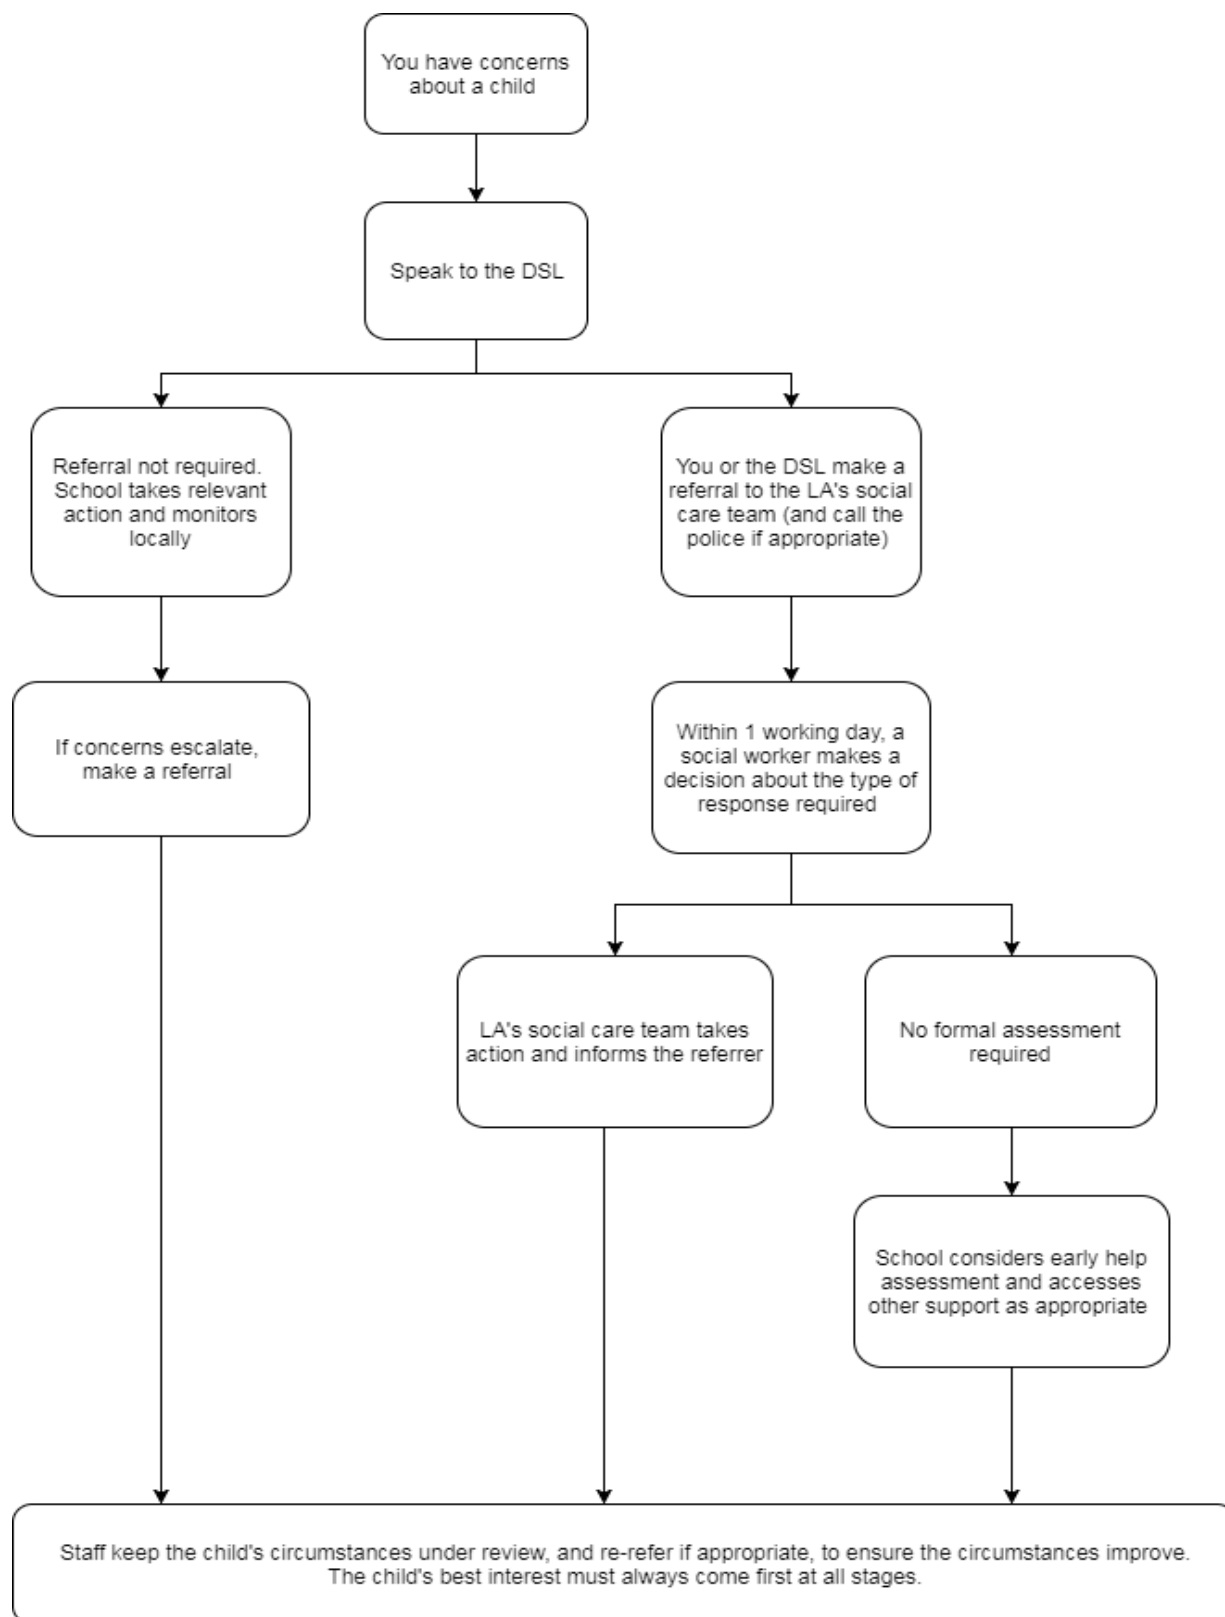 You have concerns
about a child
Speak to the DSL
Referral not required.
School takes relevant
action and monitors
locally
You or the DSL make a
referral to the LA's social
care team (and call the
police if appropriate)
If concerns escalate,
make a referral
Within 1 working day, a
social worker makes a
decision about the type of
response required
LA's social care team takes
action and informs the referrer
No formal assessment
required
School considers early help
assessment and accesses
other support as appropriate
Staff keep the child's circumstances under review, and re-refer if appropriate, to ensure the circumstances improve.
The child's best interest must always come first at all stages.